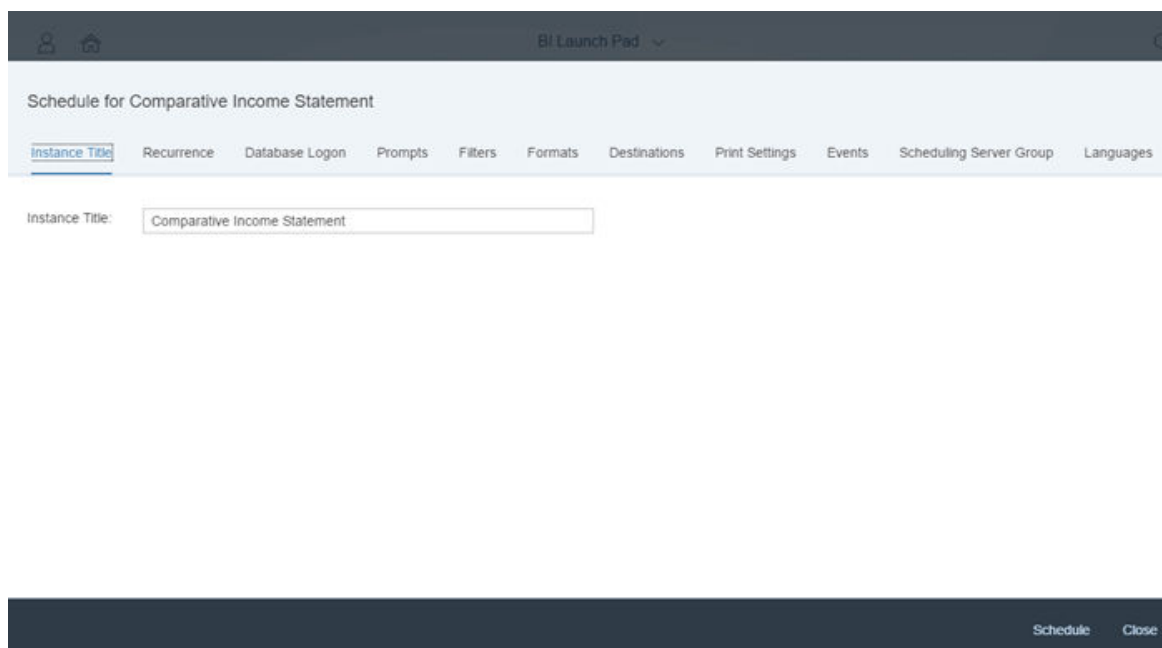 BI Launch Pad
Schedule for Comparative Income Statement
Instance Title Recurrence Database Logon Prompts Filters Formats Destinations Print Settings Events Scheduling Server Group Languages
Instance Title: Comparative Income Statement
Schedule Close